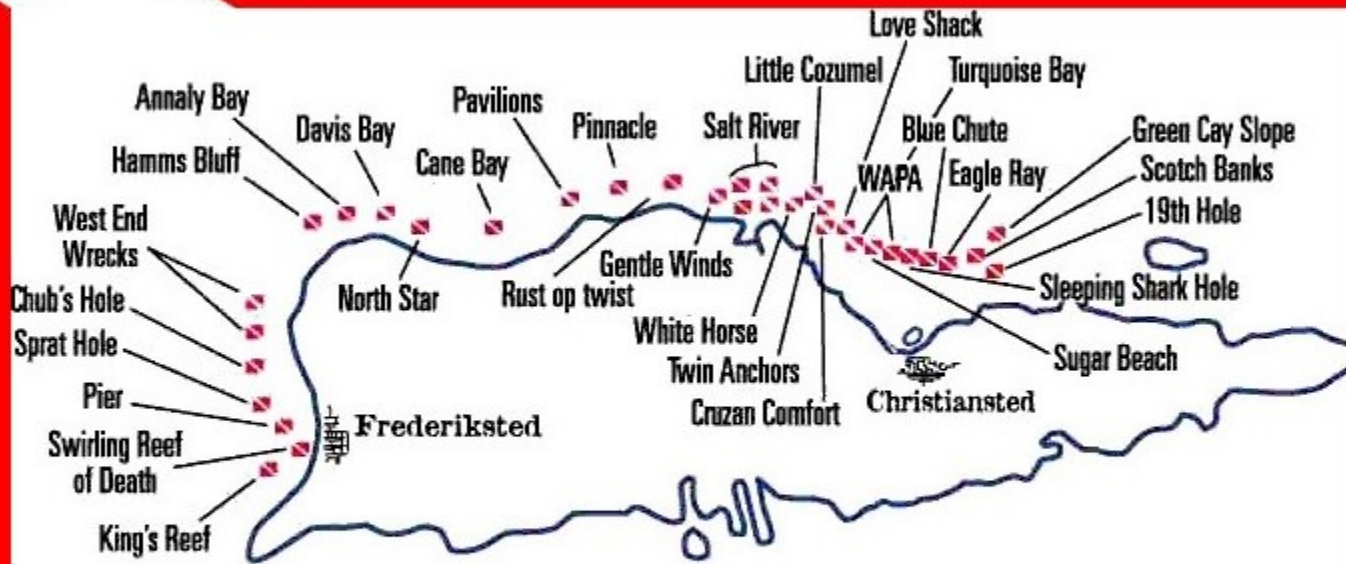 Love Shack
Little Cozumel
Turquoise Bay
Annaly Bay
Pavilions
Davis Bay
Pinnacle
Salt River
Blue Chute
Green Cay Slope
Hamms Bluff
Cane Bay
WAPA
Eagle Ray
Scotch Banks
West End
Wrecks
19th Hole
Chub's Hole
North Star
Rust op twist
Gentle Winds
Sleeping Shark Hole
Sprat Hole
White Horse
Sugar Beach
Pier
Twin Anchors
Christiansted
Cruzan Comfort
Frederiksted
Swirling Reef
of Death
King's Reef